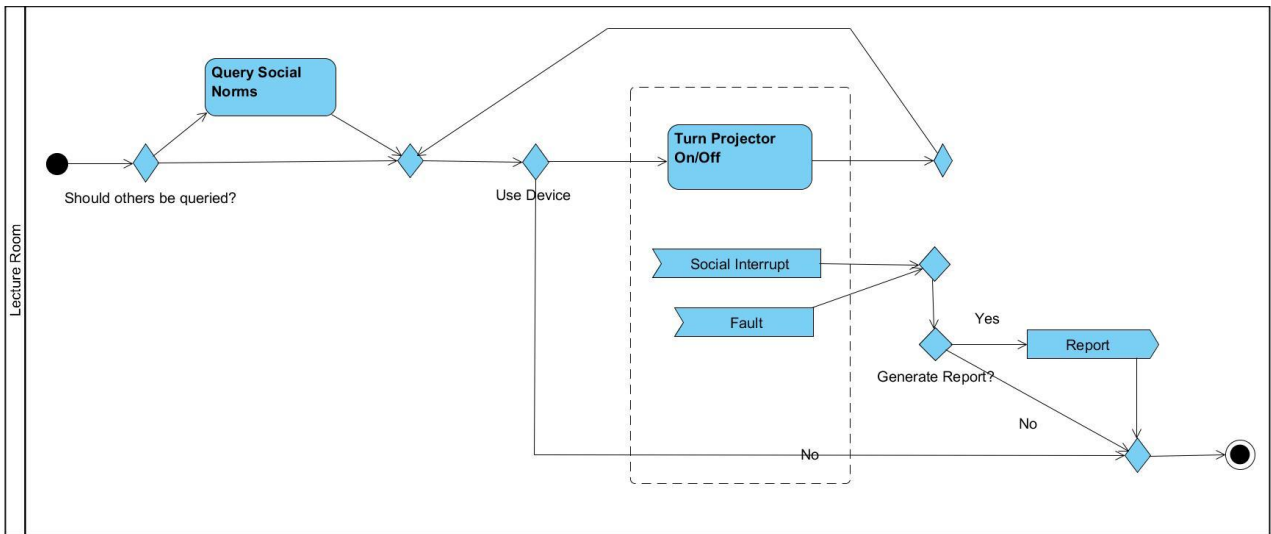 Lecture Room
Query Social
Norms
Should others be queried?
Use Device
Turn Projector
On/Off
Social Interrupt
Fault
Yes
Report
Generate Report?
No
No